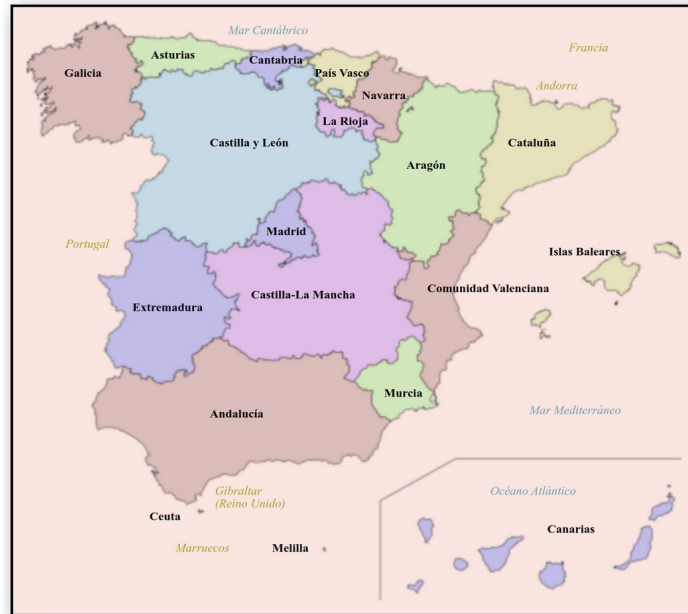 Mar Cantábrico
Francia
Asturias
Cantabria
País Vasco
Galicia
Navarra
Andorra
La Rioja
Castilla y León
Cataluña
Aragón
Madrid
Portugal
Islas Baleares
Extremadura
Castilla-La Mancha
Comunidad Valenciana
Murcia
Andalucía
Mar Mediterráneo
Gibraltar
(Reino Unido)
Océano Atlántico
Ceuta
Canarias
Marruecos
Melilla